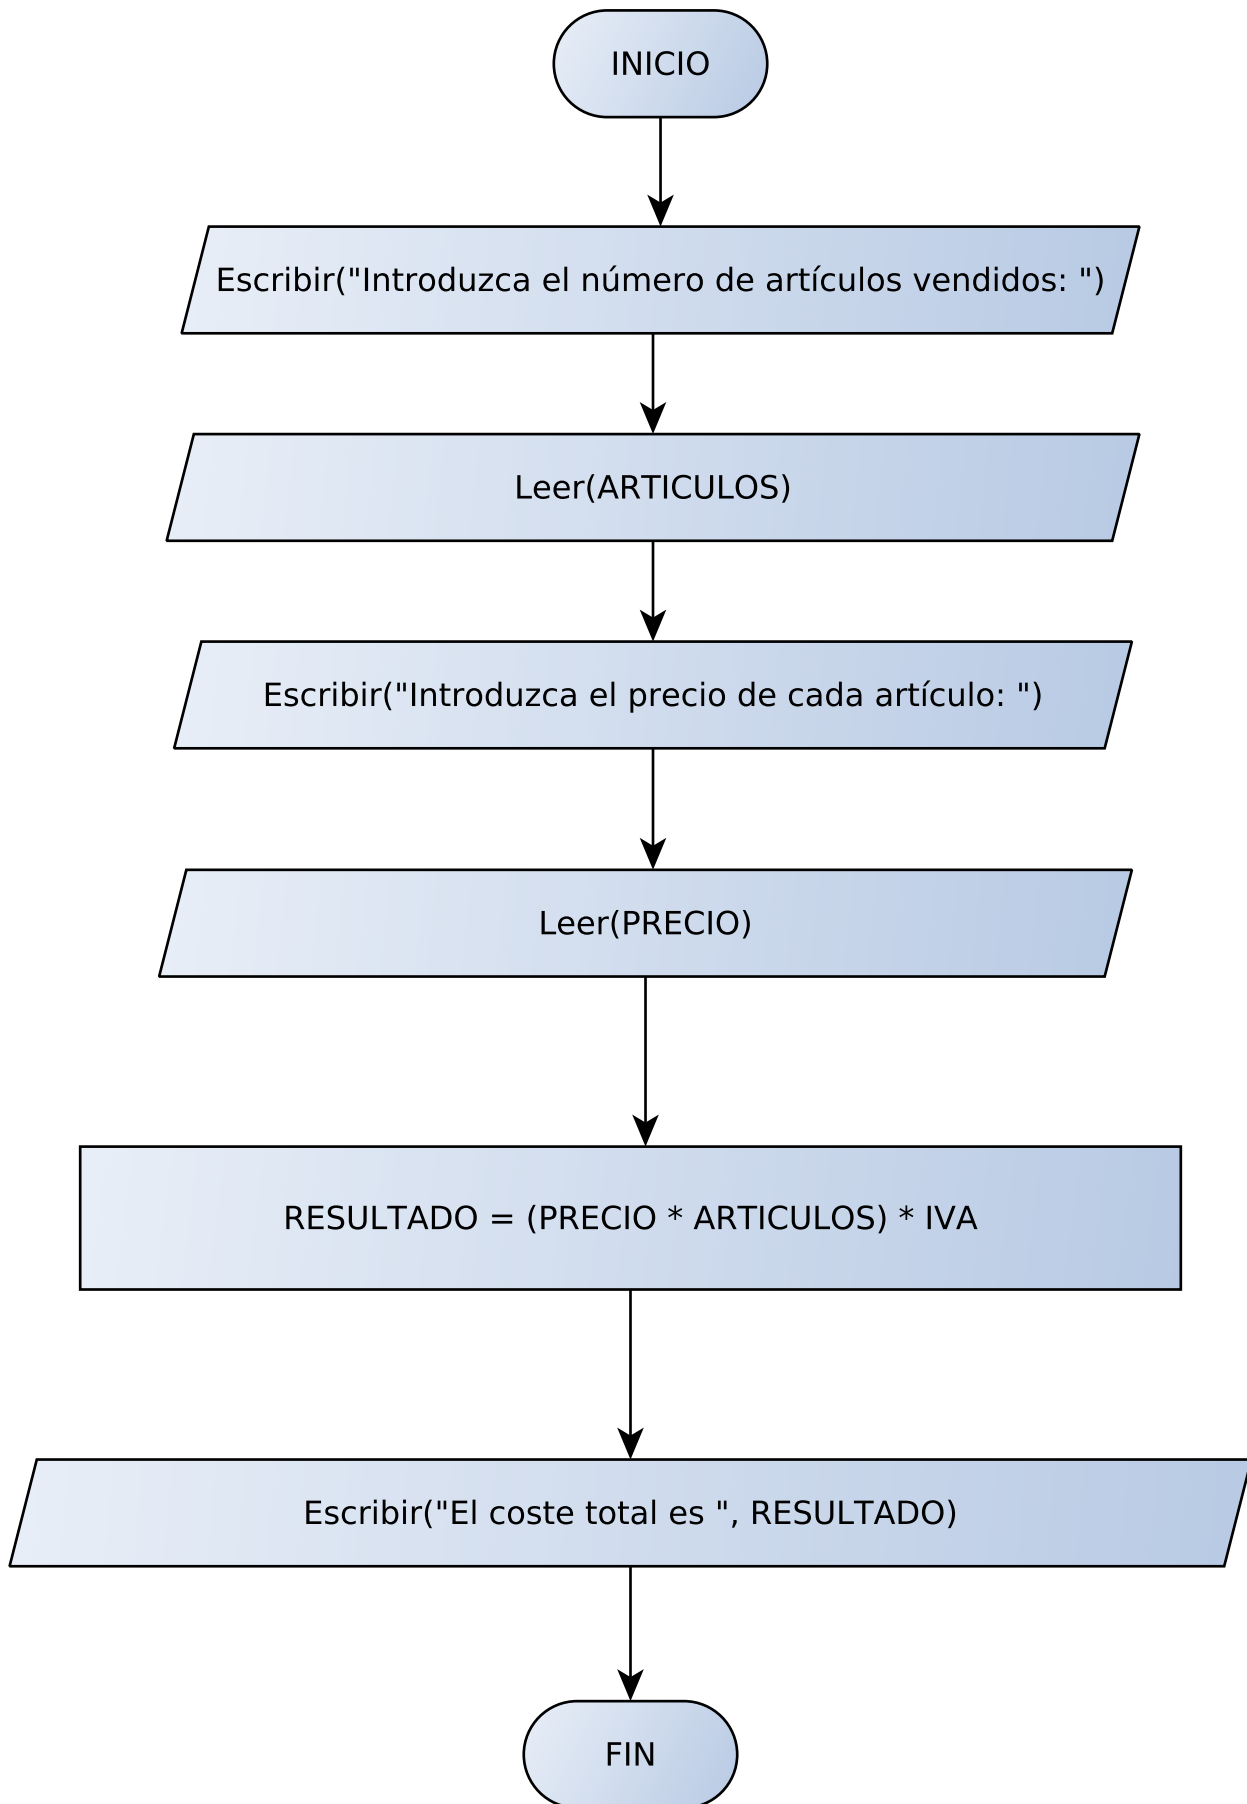 INICIO
Escribir("Introduzca el número de artículos vendidos: ")
Leer(ARTICULOS)
Escribir("Introduzca el precio de cada artículo: ")
Leer(PRECIO)
RESULTADO = (PRECIO * ARTICULOS) * IVA
Escribir("El coste total es ", RESULTADO)
FIN